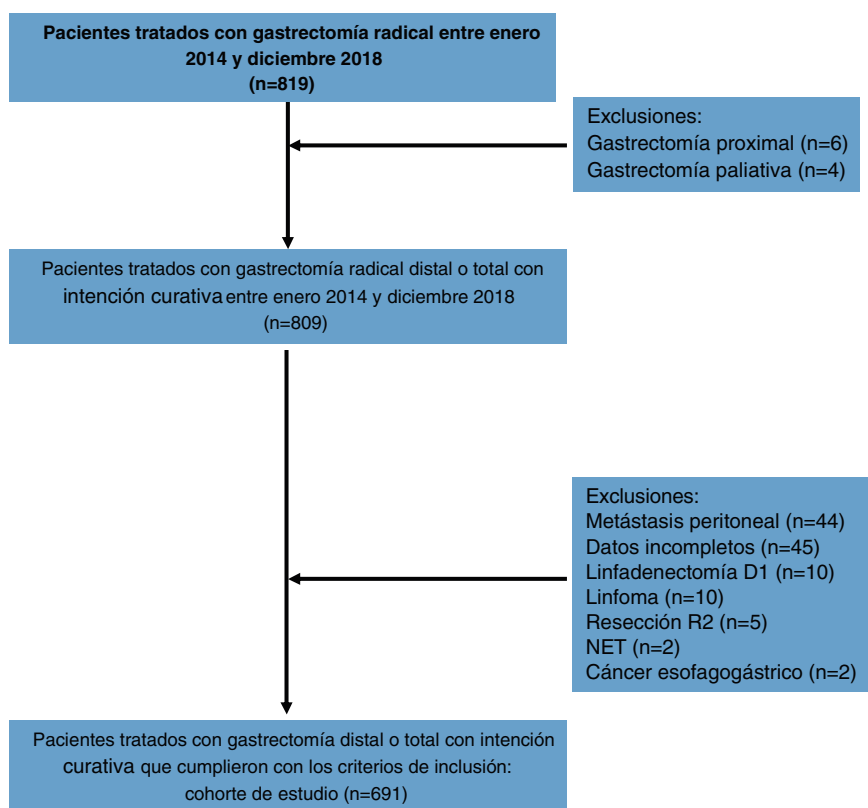 Pacientes tratados con gastrectomía radical entre enero
2014 y diciembre 2018
(n=819)
Exclusiones:
Gastrectomía proximal (n=6)
Gastrectomía paliativa (n=4)
Pacientes tratados con gastrectomía radical distal o total con
intención curativa entre enero 2014 y diciembre 2018
(n=809)
Exclusiones:
Metástasis peritoneal (n=44)
Datos incompletos (n=45)
Linfadenectomía D1 (n=10)
Linfoma (n=10)
Resección R2 (n=5)
NET (n=2)
Cáncer esofagogástrico (n=2)
Pacientes tratados con gastrectomía distal o total con intención
curativa que cumplieron con los criterios de inclusión:
cohorte de estudio (n=691)